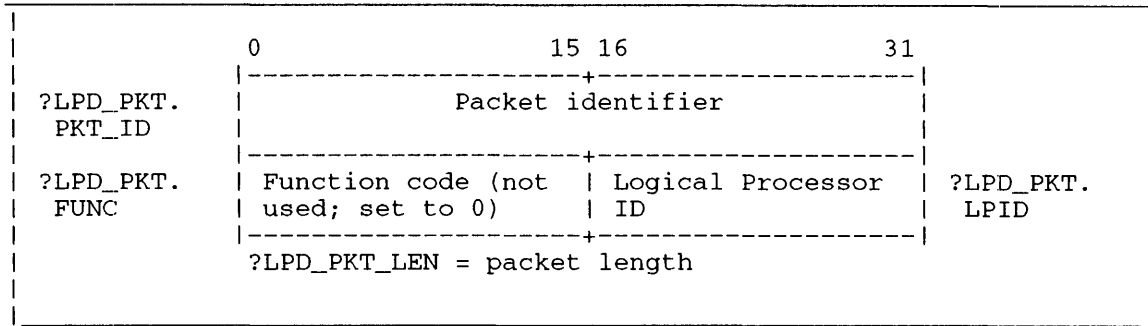 0 15 16 31
?LPD_PKT. Packet identifier
PKT_ID
?LPD_PKT. Function code (not Logical Processor ?LPD_PKT.
FUNC used; set to 0) ID LPID
?LPD_PKT_LEN = packet length